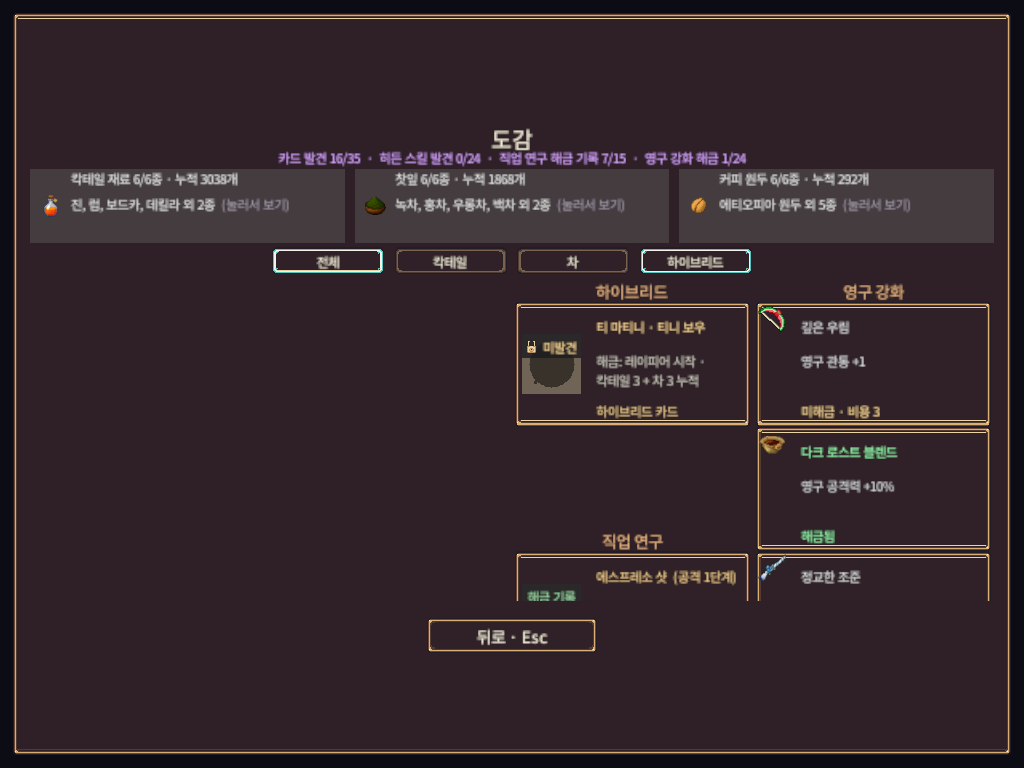 도감
카드 발견 16/35 · 히든 스킬 발견 0/24 · 직업 연구 해금 기록 7/15 · 영구 강화 해금 1/24
칵테일 재료 6/6종 · 누적 3038개
진, 럼, 보드카, 데킬라 외 2종 (눌러서 보기)
찻잎 6/6종 · 누적 1868개
녹차, 홍차, 우롱차, 백차 외 2종 (눌러서 보기)
커피 원두 6/6종 · 누적 292개
에티오피아 원두 외 5종 (눌러서 보기)
전체
칵테일
차
하이브리드
하이브리드
티 마티니 · 티니 보우
미발견
해금: 레이피어 시작 ·
칵테일 3 + 차 3 누적
하이브리드 카드
직업 연구
에스프레소 샷 (공격 1단계)
해금 기록
영구 강화
깊은 우림
영구 관통 +1
미해금 · 비용 3
다크 로스트 블렌드
영구 공격력 +10%
해금됨
정교한 조준
뒤로 · Esc